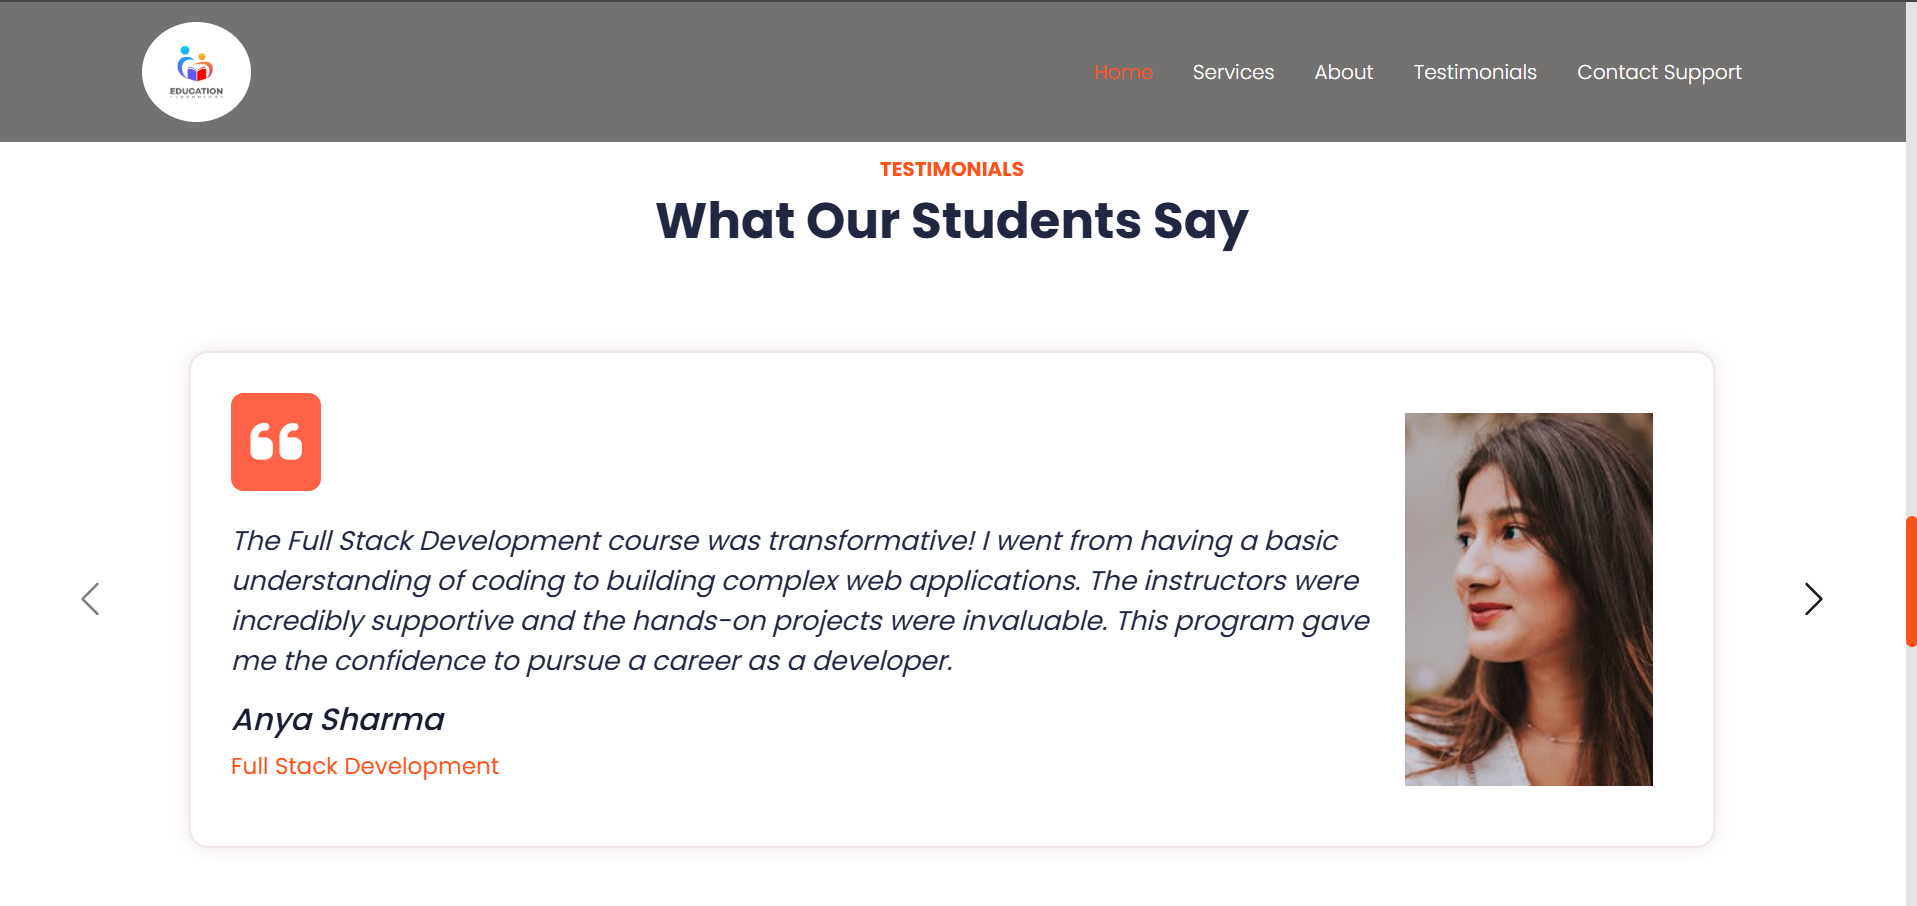 EDUCATION
Home Services About Testimonials Contact Support
TESTIMONIALS
What Our Students Say
The Full Stack Development course was transformative! I went from having a basic
understanding of coding to building complex web applications. The instructors were
incredibly supportive and the hands-on projects were invaluable. This program gave
me the confidence to pursue a career as a developer.
Anya Sharma
Full Stack Development